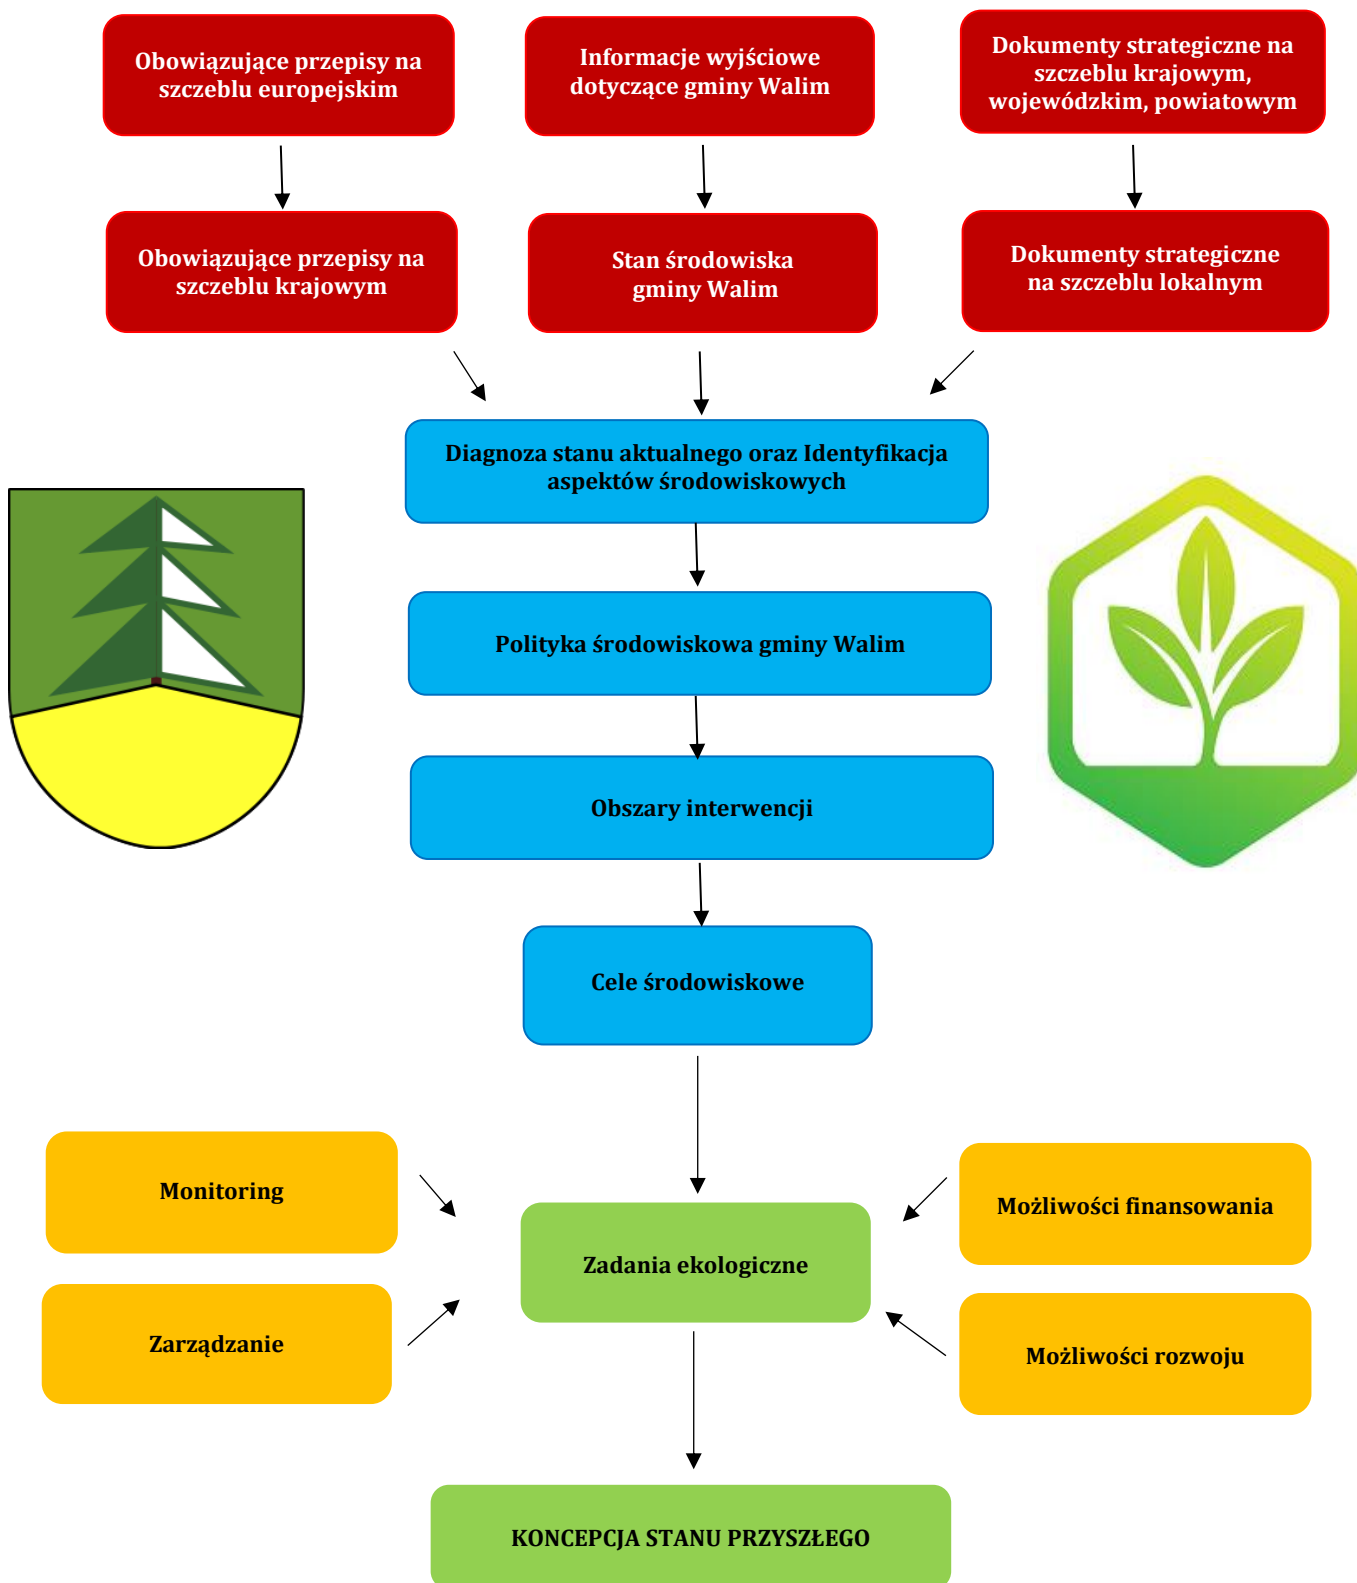 Obowiązujące przepisy na
szczeblu europejskim
Informacje wyjściowe
dotyczące gminy Walim
Dokumenty strategiczne na
szczeblu krajowym,
wojewódzkim, powiatowym
Obowiązujące przepisy na
szczeblu krajowym
Stan środowiska
gminy Walim
Dokumenty strategiczne
na szczeblu lokalnym
Diagnoza stanu aktualnego oraz Identyfikacja
aspektów środowiskowych
Polityka środowiskowa gminy Walim
Obszary interwencji
Cele środowiskowe
Monitoring
Możliwości finansowania
Zadania ekologiczne
Zarządzanie
Możliwości rozwoju
KONCEPCJA STANU PRZYSZŁEGO